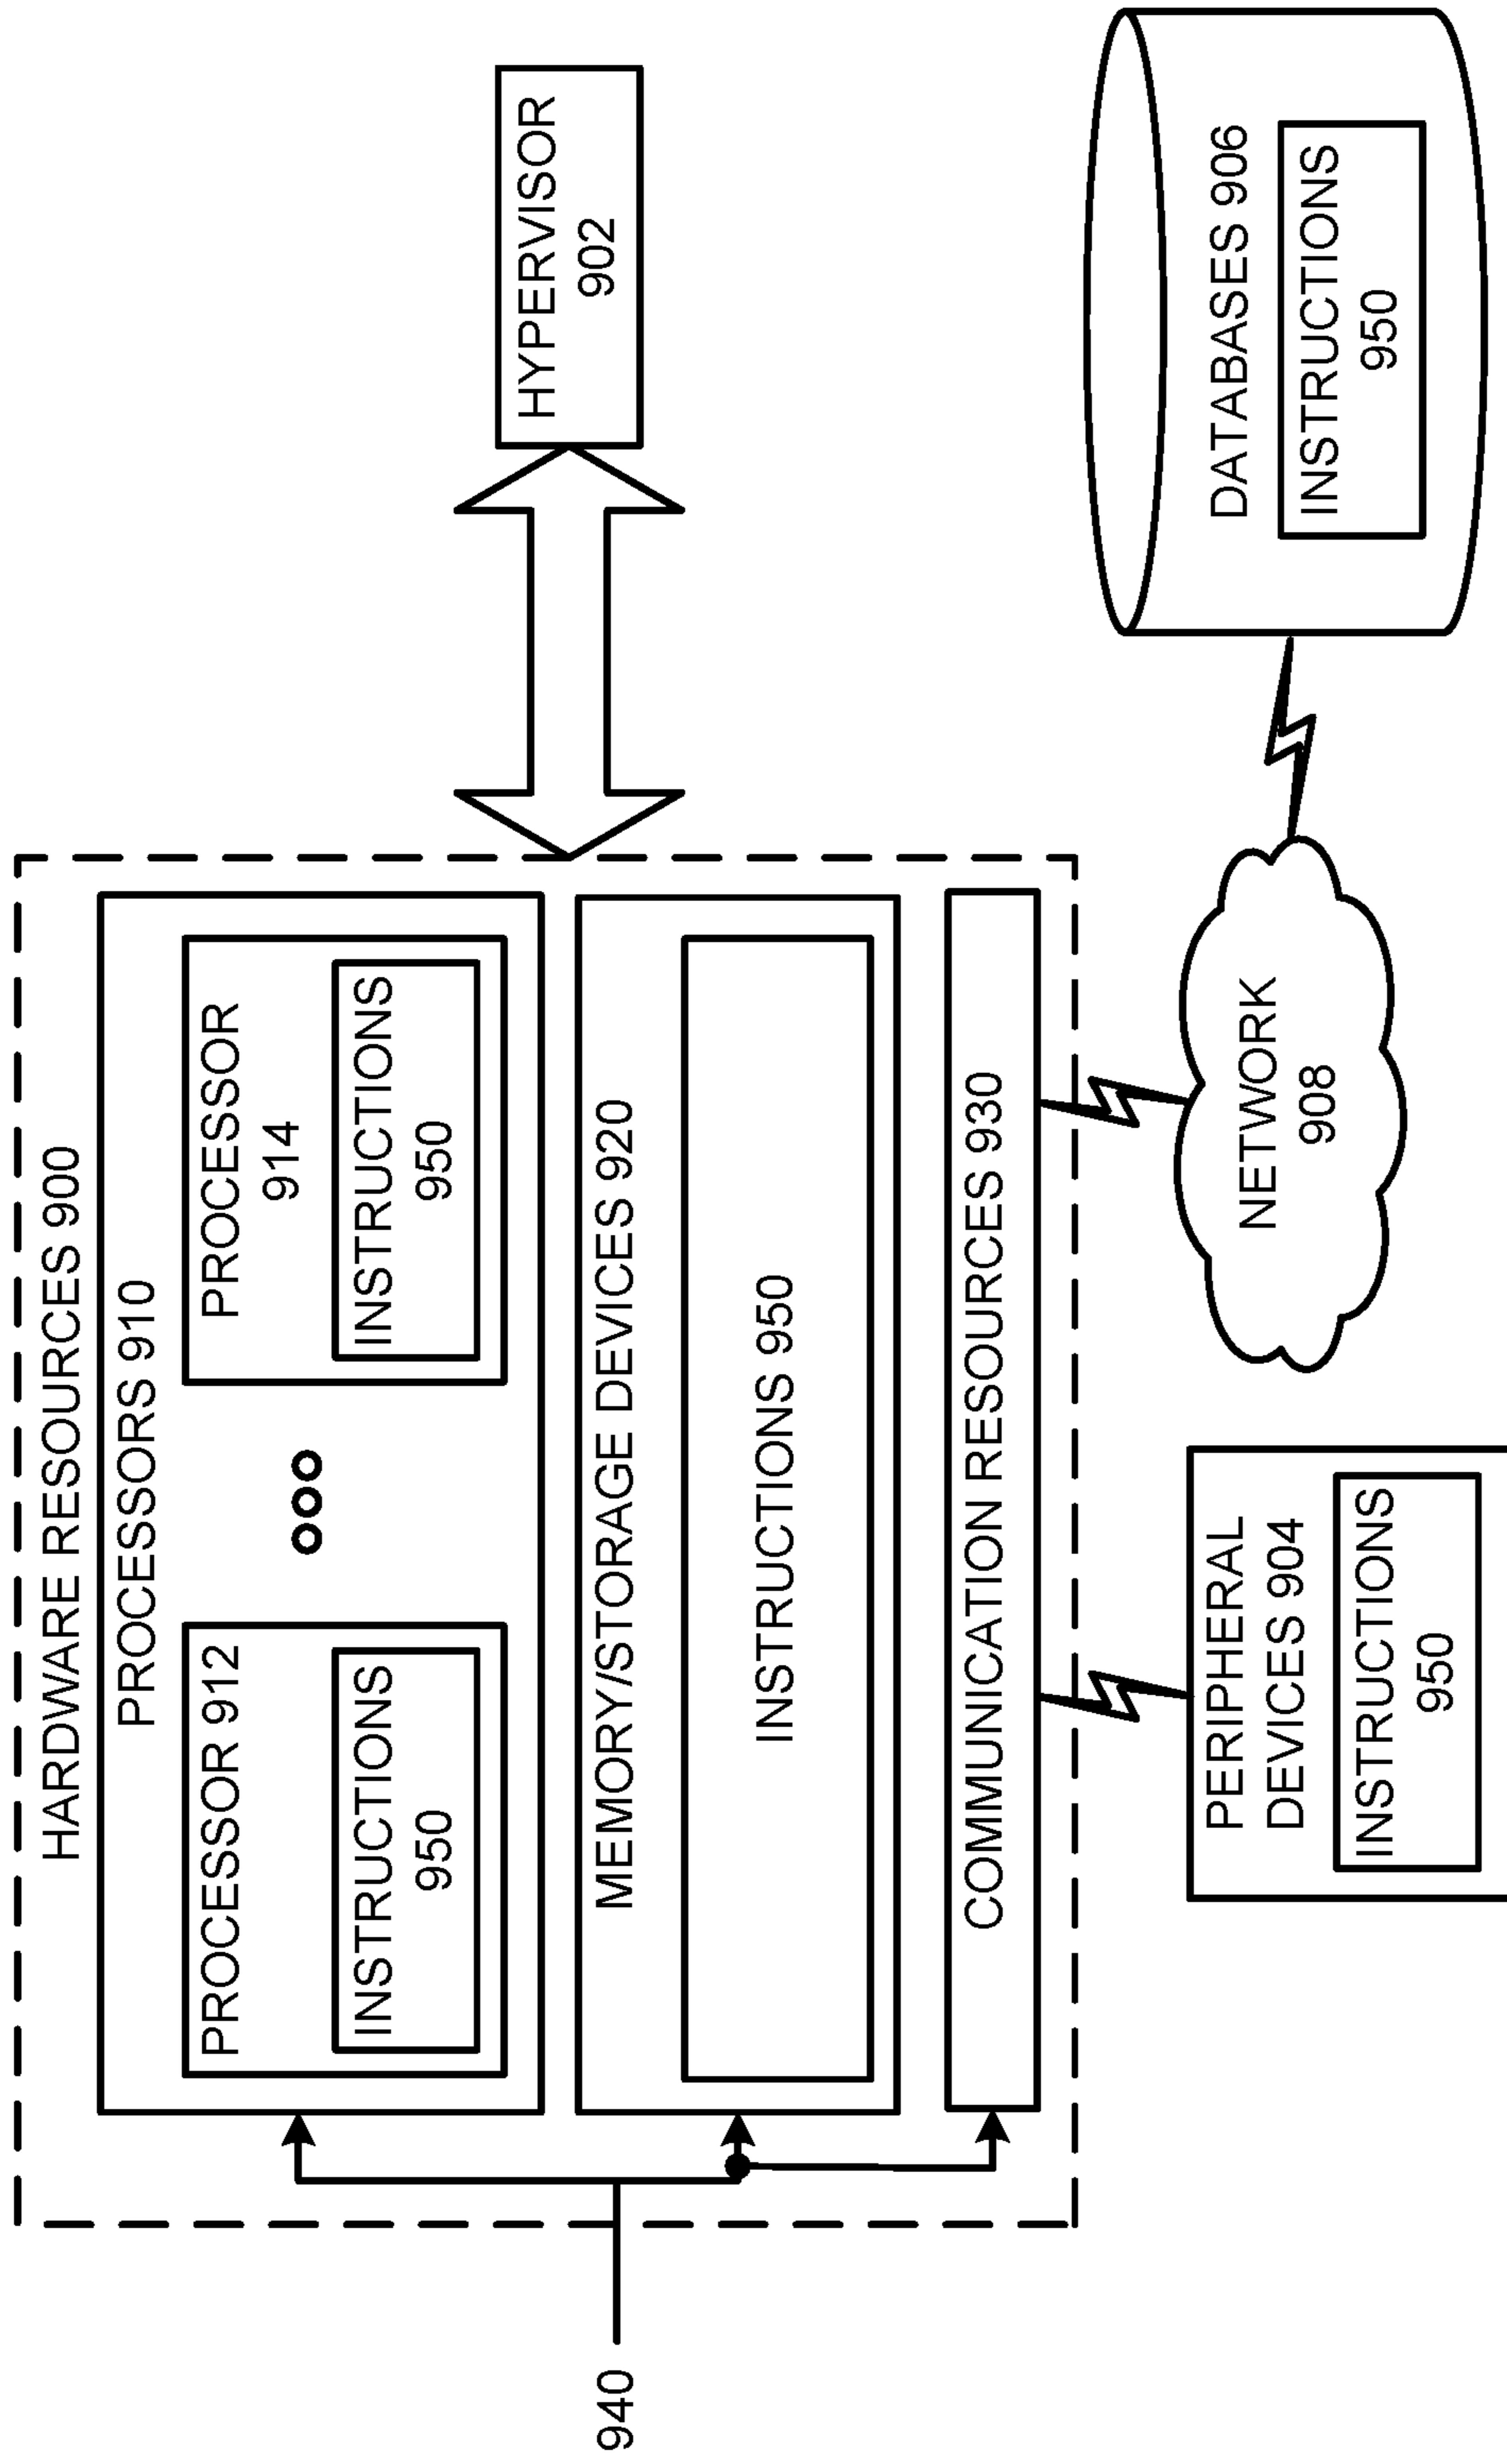 HARDWARE RESOURCES 900
PROCESSORS 910
PROCESSOR 912
INSTRUCTIONS
950
PROCESSOR
914
INSTRUCTIONS
950
MEMORY/STORAGE DEVICES 920
INSTRUCTIONS 950
COMMUNICATION RESOURCES 930
940
HYPERVISOR
902
PERIPHERAL
DEVICES 904
INSTRUCTIONS
950
NETWORK
908
DATABASES 906
INSTRUCTIONS
950